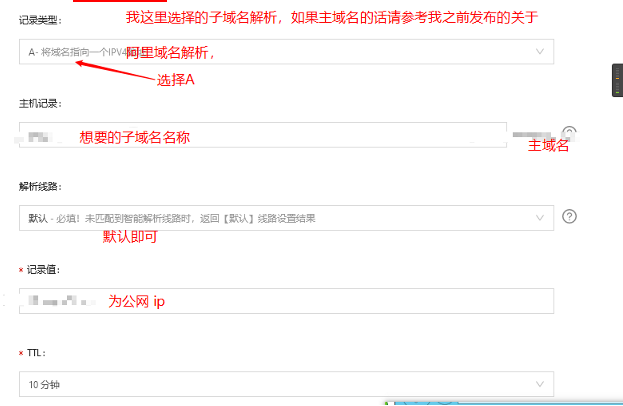 记录类型：
我这里选择的子域名解析，如果主域名的话请参考我之前发布的关于
A- 将域名指向一个IPV4
阿里域名解析，
选择A
主机记录：
想要的子域名名称
主域名
解析线路：
默认 - 必填！未匹配到智能解析线路时，返回【默认】线路设置结果
默认即可
* 记录值：
为公网 ip
* TTL：
10 分钟